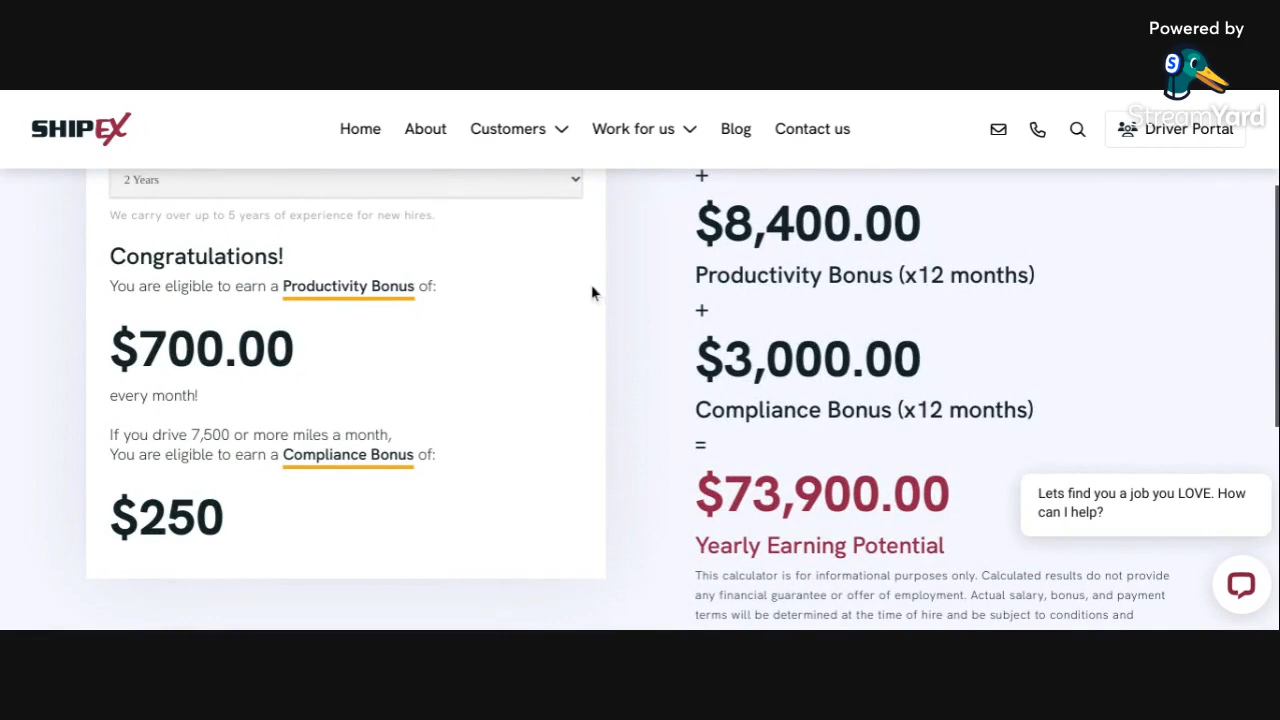 Powered by
S
StreamYard
SHIPEX
Home
About
Customers
Work for us
Blog
Contact us
Driver Portal
2 Years
We carry over up to 5 years of experience for new hires.
Congratulations!
You are eligible to earn a Productivity Bonus of:
$700.00
every month!
If you drive 7,500 or more miles a month,
You are eligible to earn a Compliance Bonus of:
$250
+
$8,400.00
Productivity Bonus (x12 months)
+
$3,000.00
Compliance Bonus (x12 months)
=
$73,900.00
Yearly Earning Potential
This calculator is for informational purposes only. Calculated results do not provide
any financial guarantee or offer of employment. Actual salary, bonus, and payment
terms will be determined at the time of hire and be subject to conditions and
Lets find you a job you LOVE. How
can I help?